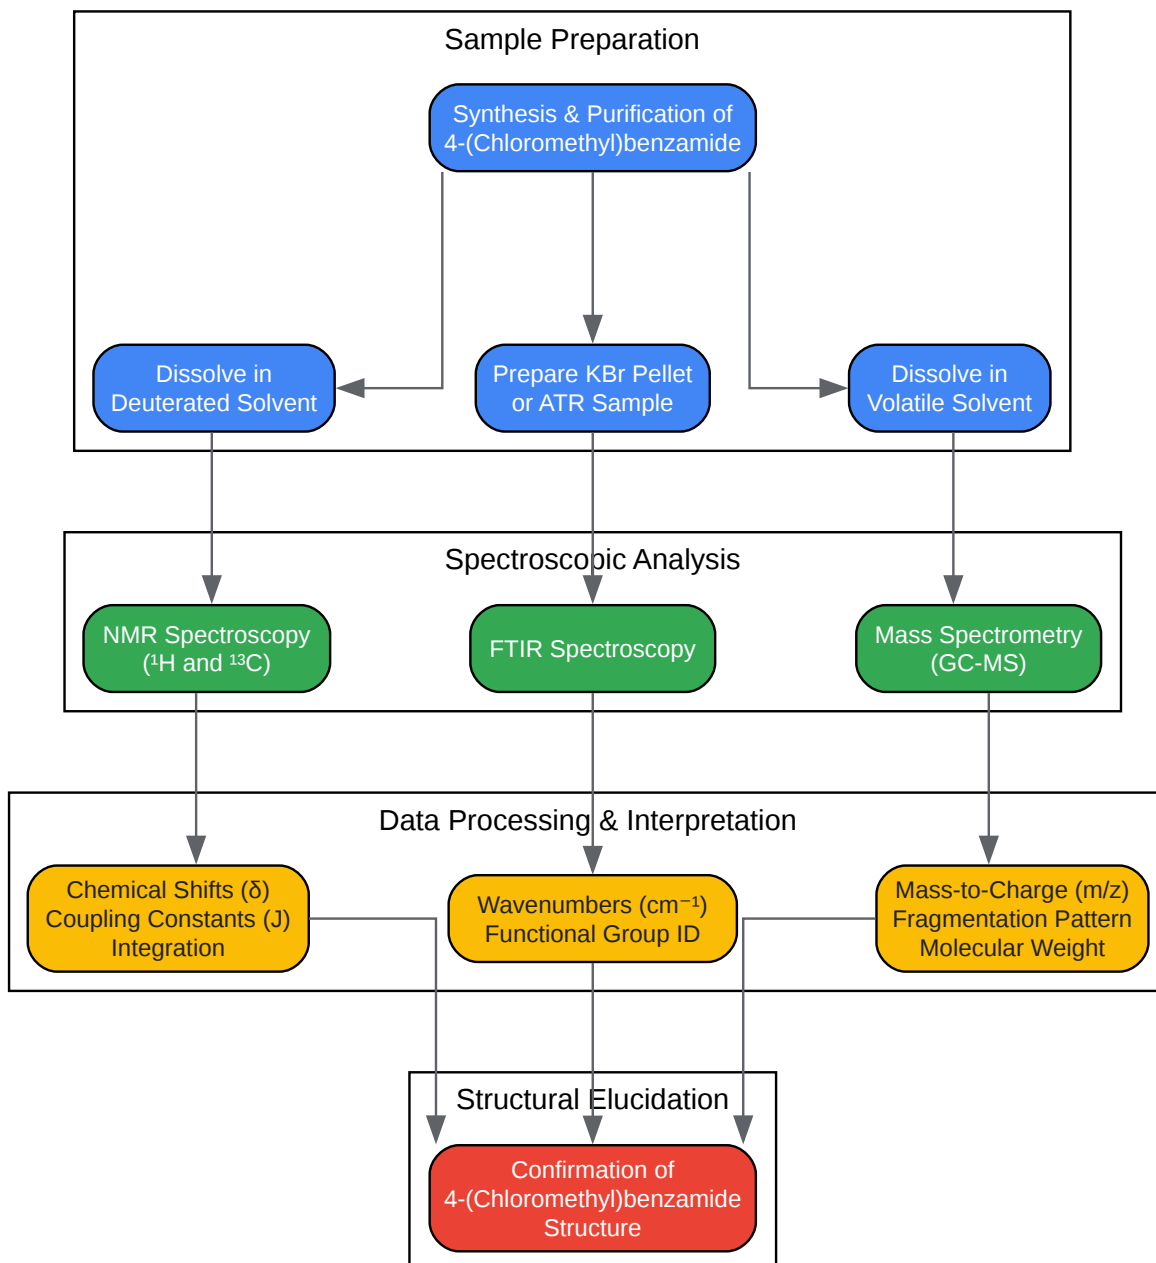 Sample Preparation
Synthesis & Purification of
4-(Chloromethyl)benzamide
Dissolve in
Deuterated Solvent
Prepare KBr Pellet
or ATR Sample
Dissolve in
Volatile Solvent
Spectroscopic Analysis
NMR Spectroscopy
(¹H and ¹³C)
FTIR Spectroscopy
Mass Spectrometry
(GC-MS)
Data Processing & Interpretation
Chemical Shifts (δ)
Coupling Constants (J)
Integration
Wavenumbers (cm⁻¹)
Functional Group ID
Mass-to-Charge (m/z)
Fragmentation Pattern
Molecular Weight
Structural Elucidation
Confirmation of
4-(Chloromethyl)benzamide
Structure